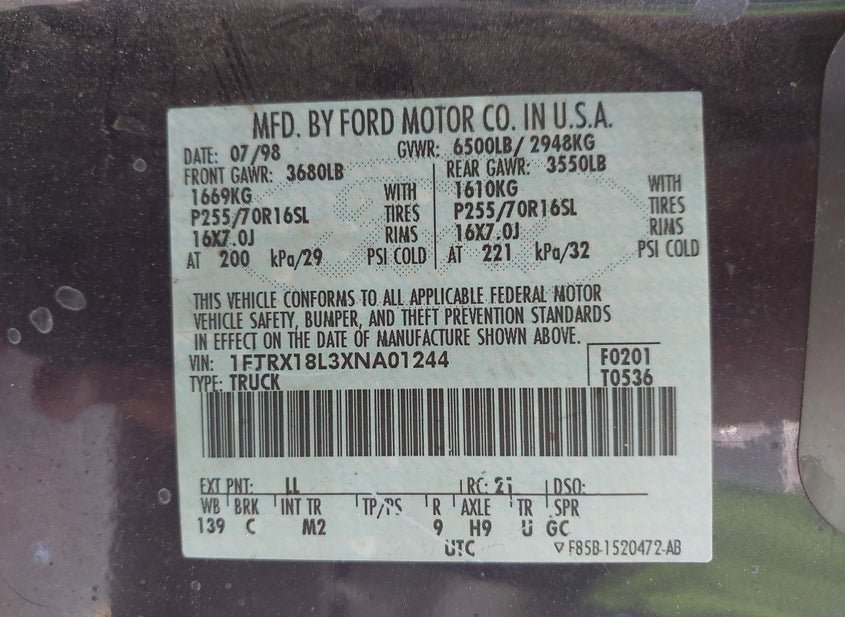 MFD. BY FORD MOTOR CO. IN U.S.A.
DATE: 07/98 GVWR: 6500LB/ 2948KG
FRONT GAWR: 3680LB REAR GAWR: 3550LB
1669KG WITH 1610KG WITH
P255/70R16SL TIRES P255/70R16SL TIRES
16X7.0J RIMS 16X7.0J RIMS
AT 200 kPa/29 PSI COLD AT 221 kPa/32 PSI COLD
THIS VEHICLE CONFORMS TO ALL APPLICABLE FEDERAL MOTOR
VEHICLE SAFETY, BUMPER, AND THEFT PREVENTION STANDARDS
IN EFFECT ON THE DATE OF MANUFACTURE SHOWN ABOVE.
VIN: 1FTRX18L3XNA01244 F0201
TYPE: TRUCK T0536
EXT PNT: LL RC: 21 DSO:
WB BRK INT TR TP/PS R AXLE TR SPR
139 C M2 9 H9 U GC
UTC F85B-1520472-AB